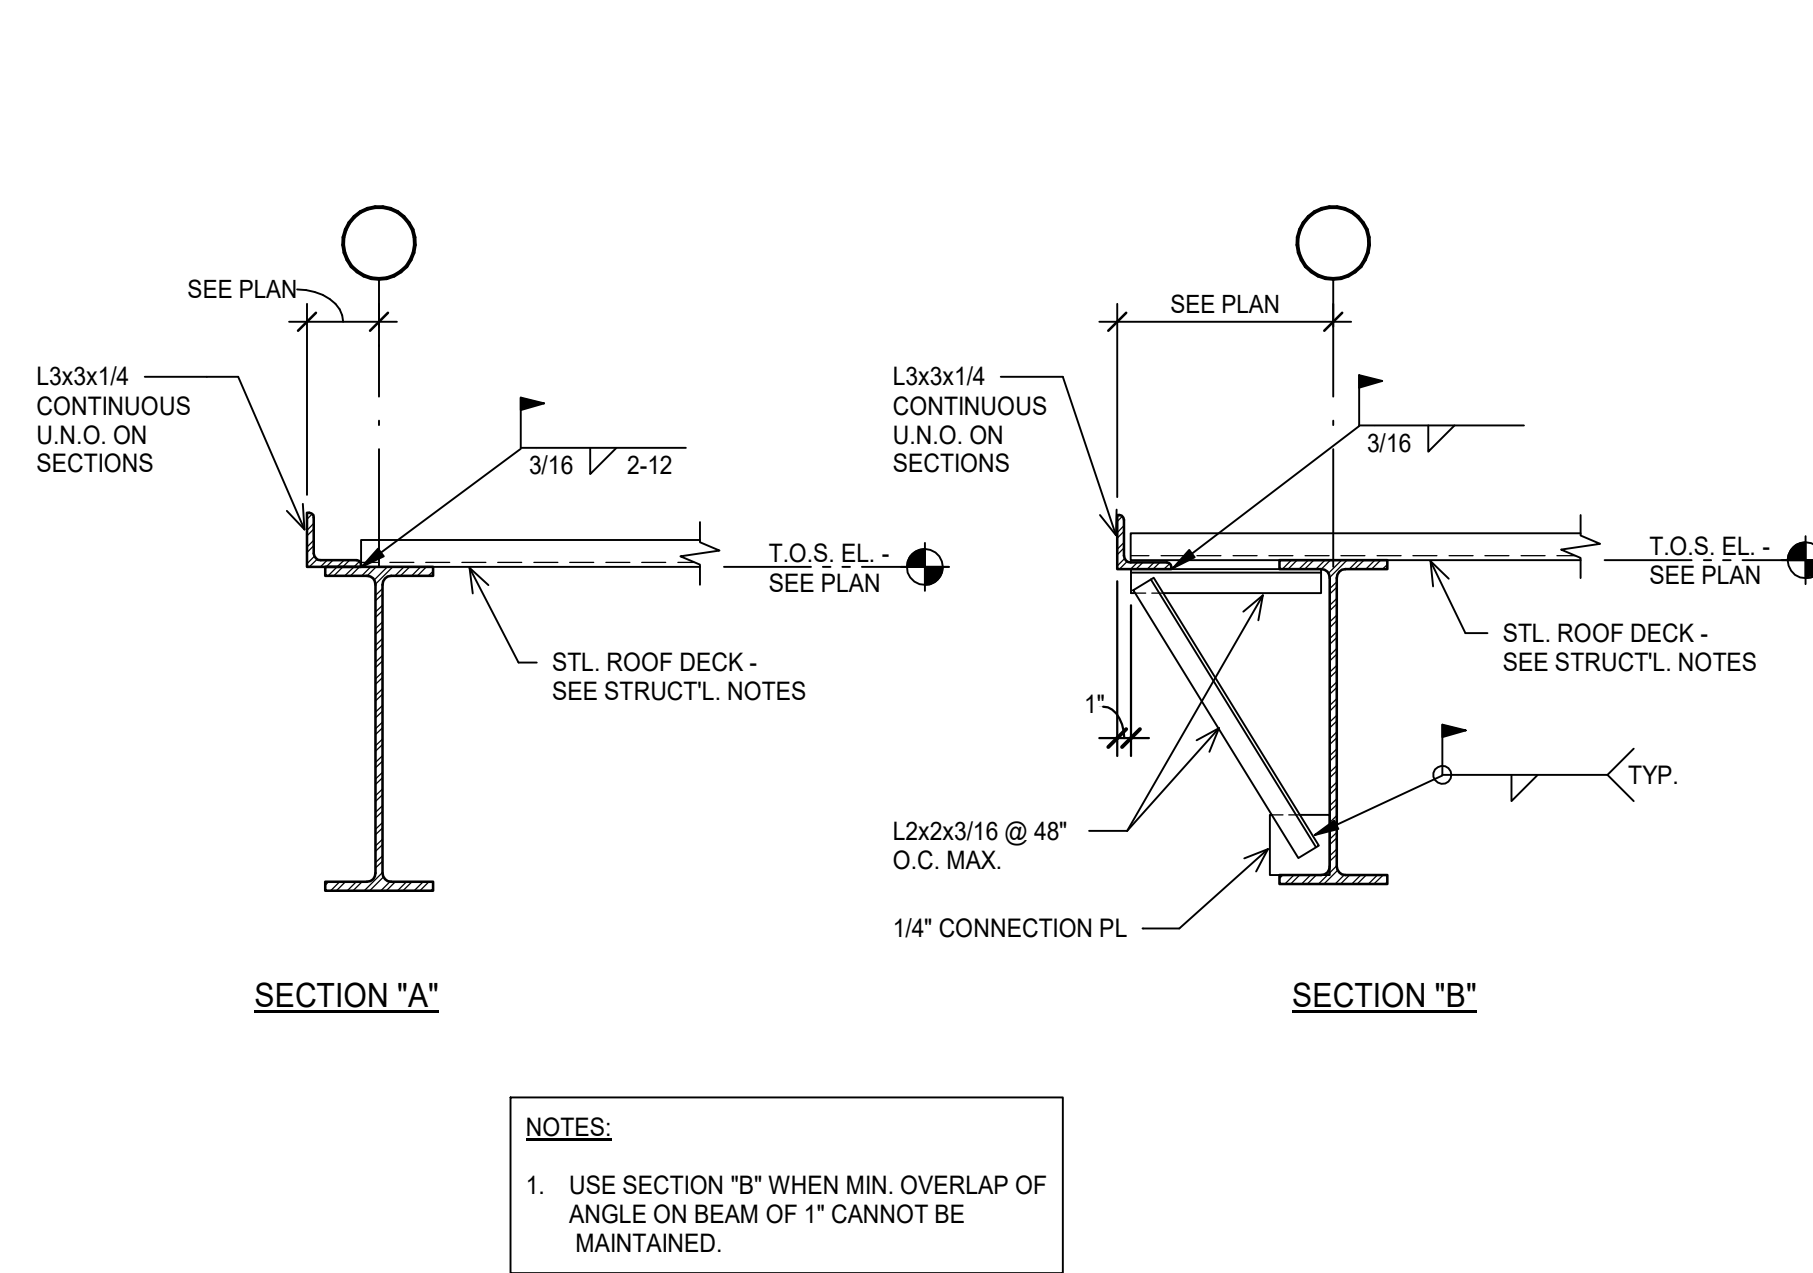 SEE PLAN
L3x3x1/4
CONTINUOUS
U.N.O. ON
SECTIONS
3/16 2-12
T.O.S. EL. -
SEE PLAN
STL. ROOF DECK -
SEE STRUCT'L. NOTES
SECTION "A"
SEE PLAN
L3x3x1/4
CONTINUOUS
U.N.O. ON
SECTIONS
3/16
T.O.S. EL. -
SEE PLAN
STL. ROOF DECK -
SEE STRUCT'L. NOTES
1"
TYP.
L2x2x3/16 @ 48"
O.C. MAX.
1/4" CONNECTION PL
SECTION "B"
NOTES:
1. USE SECTION "B" WHEN MIN. OVERLAP OF
ANGLE ON BEAM OF 1" CANNOT BE
MAINTAINED.